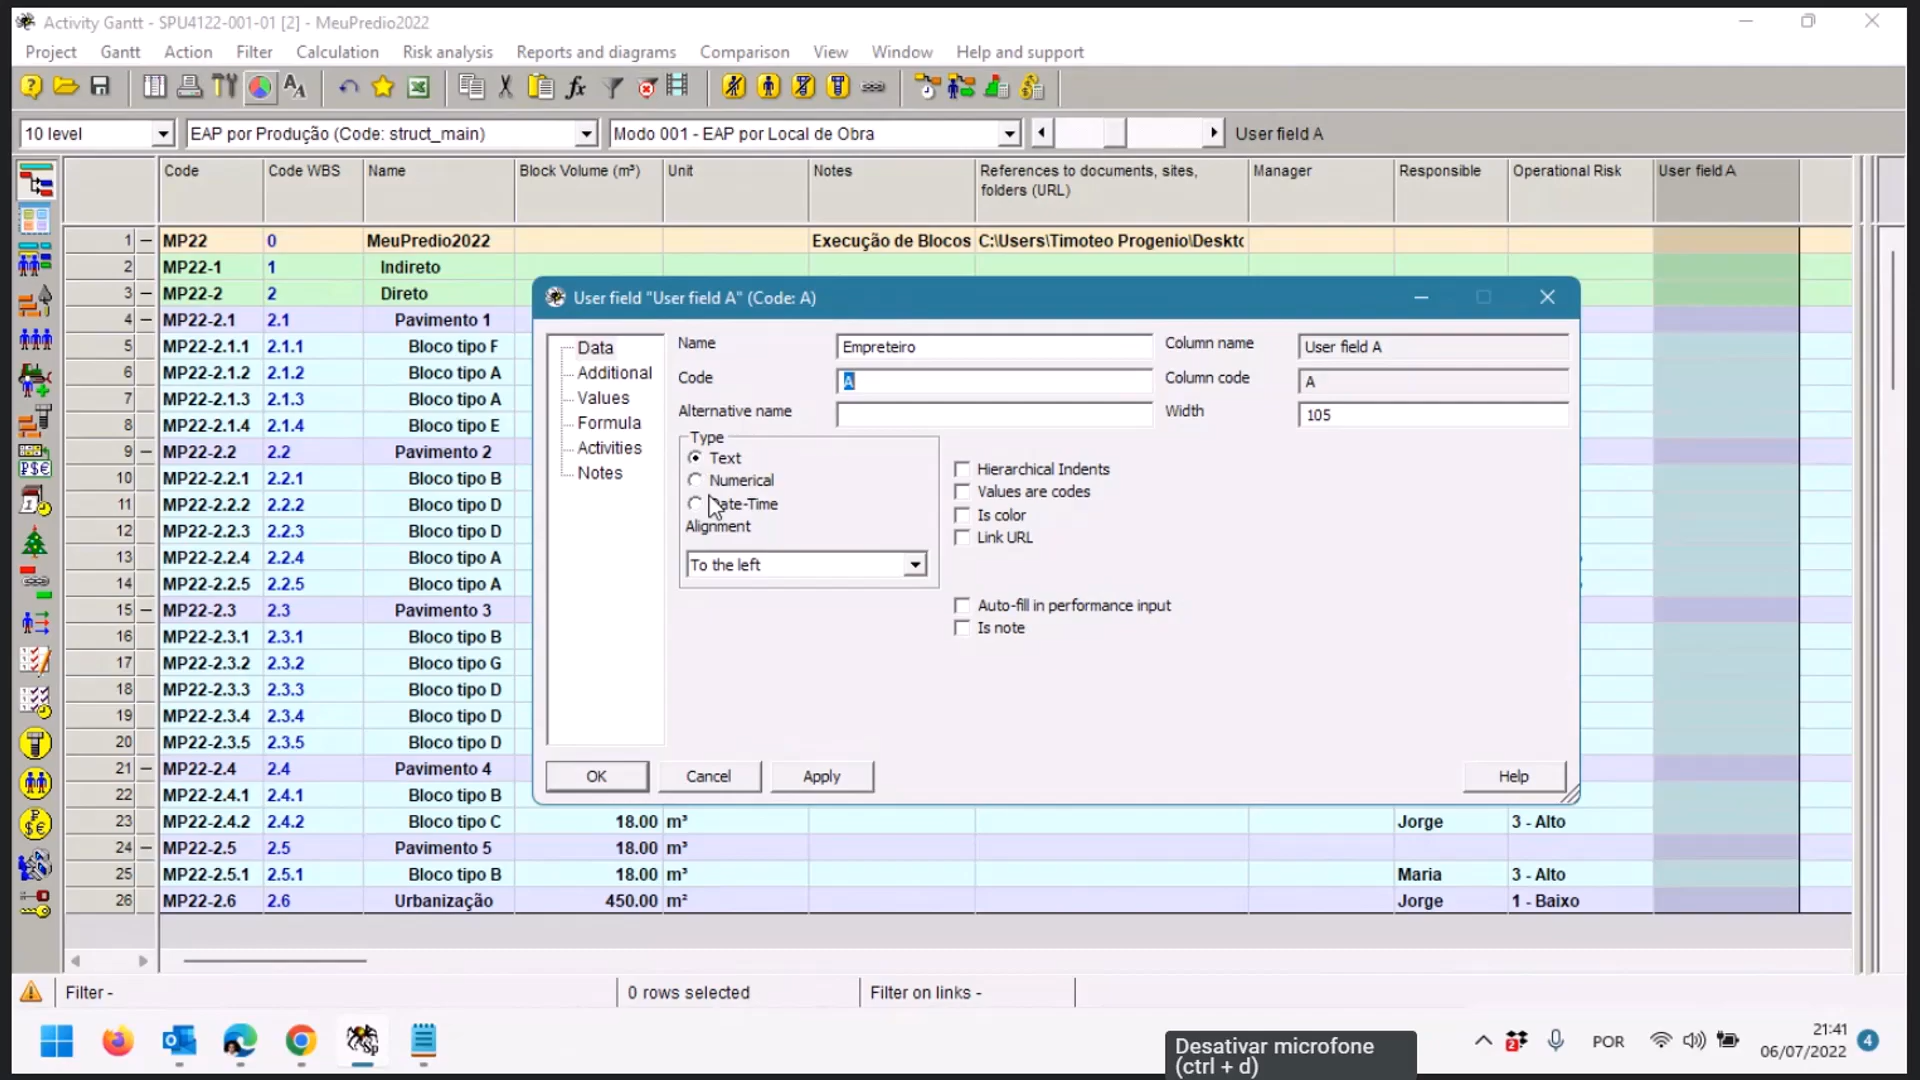 Activity Gantt - SPU4122-001-01 [2] - MeuPredio2022
Project Gantt Action Filter Calculation Risk analysis Reports and diagrams Comparison View Window Help and support
10 level EAP por Produção (Code: struct_main) Modo 001 - EAP por Local de Obra User field A
Code Code WBS Name Block Volume (m³) Unit Notes References to documents, sites, Manager Responsible Operational Risk User field A
folders (URL)
1 MP22 0 MeuPredio2022 Execução de Blocos C:\Users\Timoteo Progenio\Deskto
2 MP22-1 1 Indireto
3 MP22-2 2 Direto
4 MP22-2.1 2.1 Pavimento 1
5 MP22-2.1.1 2.1.1 Bloco tipo F
6 MP22-2.1.2 2.1.2 Bloco tipo A
7 MP22-2.1.3 2.1.3 Bloco tipo A
8 MP22-2.1.4 2.1.4 Bloco tipo E
9 MP22-2.2 2.2 Pavimento 2
10 MP22-2.2.1 2.2.1 Bloco tipo B
11 MP22-2.2.2 2.2.2 Bloco tipo D
12 MP22-2.2.3 2.2.3 Bloco tipo D
13 MP22-2.2.4 2.2.4 Bloco tipo A
14 MP22-2.2.5 2.2.5 Bloco tipo A
15 MP22-2.3 2.3 Pavimento 3
16 MP22-2.3.1 2.3.1 Bloco tipo B
17 MP22-2.3.2 2.3.2 Bloco tipo G
18 MP22-2.3.3 2.3.3 Bloco tipo D
19 MP22-2.3.4 2.3.4 Bloco tipo D
20 MP22-2.3.5 2.3.5 Bloco tipo D
21 MP22-2.4 2.4 Pavimento 4
22 MP22-2.4.1 2.4.1 Bloco tipo B
23 MP22-2.4.2 2.4.2 Bloco tipo C 18.00 m³ Jorge 3 - Alto
24 MP22-2.5 2.5 Pavimento 5 18.00 m³
25 MP22-2.5.1 2.5.1 Bloco tipo B 18.00 m³ Maria 3 - Alto
26 MP22-2.6 2.6 Urbanização 450.00 m² Jorge 1 - Baixo
User field "User field A" (Code: A)
Data
Additional
Values
Formula
Activities
Notes
Name Empreteiro Column name User field A
Code A Column code A
Alternative name Width 105
Type
Text
Numerical
ate-Time
Alignment
To the left
Hierarchical Indents
Values are codes
Is color
Link URL
Auto-fill in performance input
Is note
OK Cancel Apply Help
Filter - 0 rows selected Filter on links -
Desativar microfone
(ctrl + d)
POR
21:41
06/07/2022
4
2
Sp